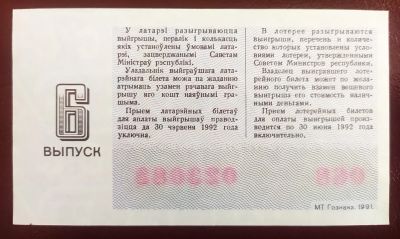 У латарэі разыгрываюцца
выйгрышы, пералік і колькасць
якіх устаноўлены ўмовамі латарэі,
зацверджанымі Саветам
Міністраў рэспублікі.
Уладальнік выйграўшага латарэйнага
білета можа па жаданню
атрымаць узамен рэчавага выйгрышу
яго кошт наяўнымі грашыма.
Прыем латарэйных білетаў
для аплаты выйгрышаў праводзіцца
да 30 чэрвеня 1992 года
уключна.
В лотерее разыгрываются
выигрыши, перечень и количество
которых установлены условиями
лотереи, утвержденными
Советом Министров республики.
Владелец выигравшего лотерейного
билета может по желанию
получить взамен вещевого
выигрыша его стоимость наличными
деньгами.
Прием лотерейных билетов
для оплаты выигрышей производится
по 30 июня 1992 года
включительно.
6
ВЫПУСК
МТ Гознака. 1991.